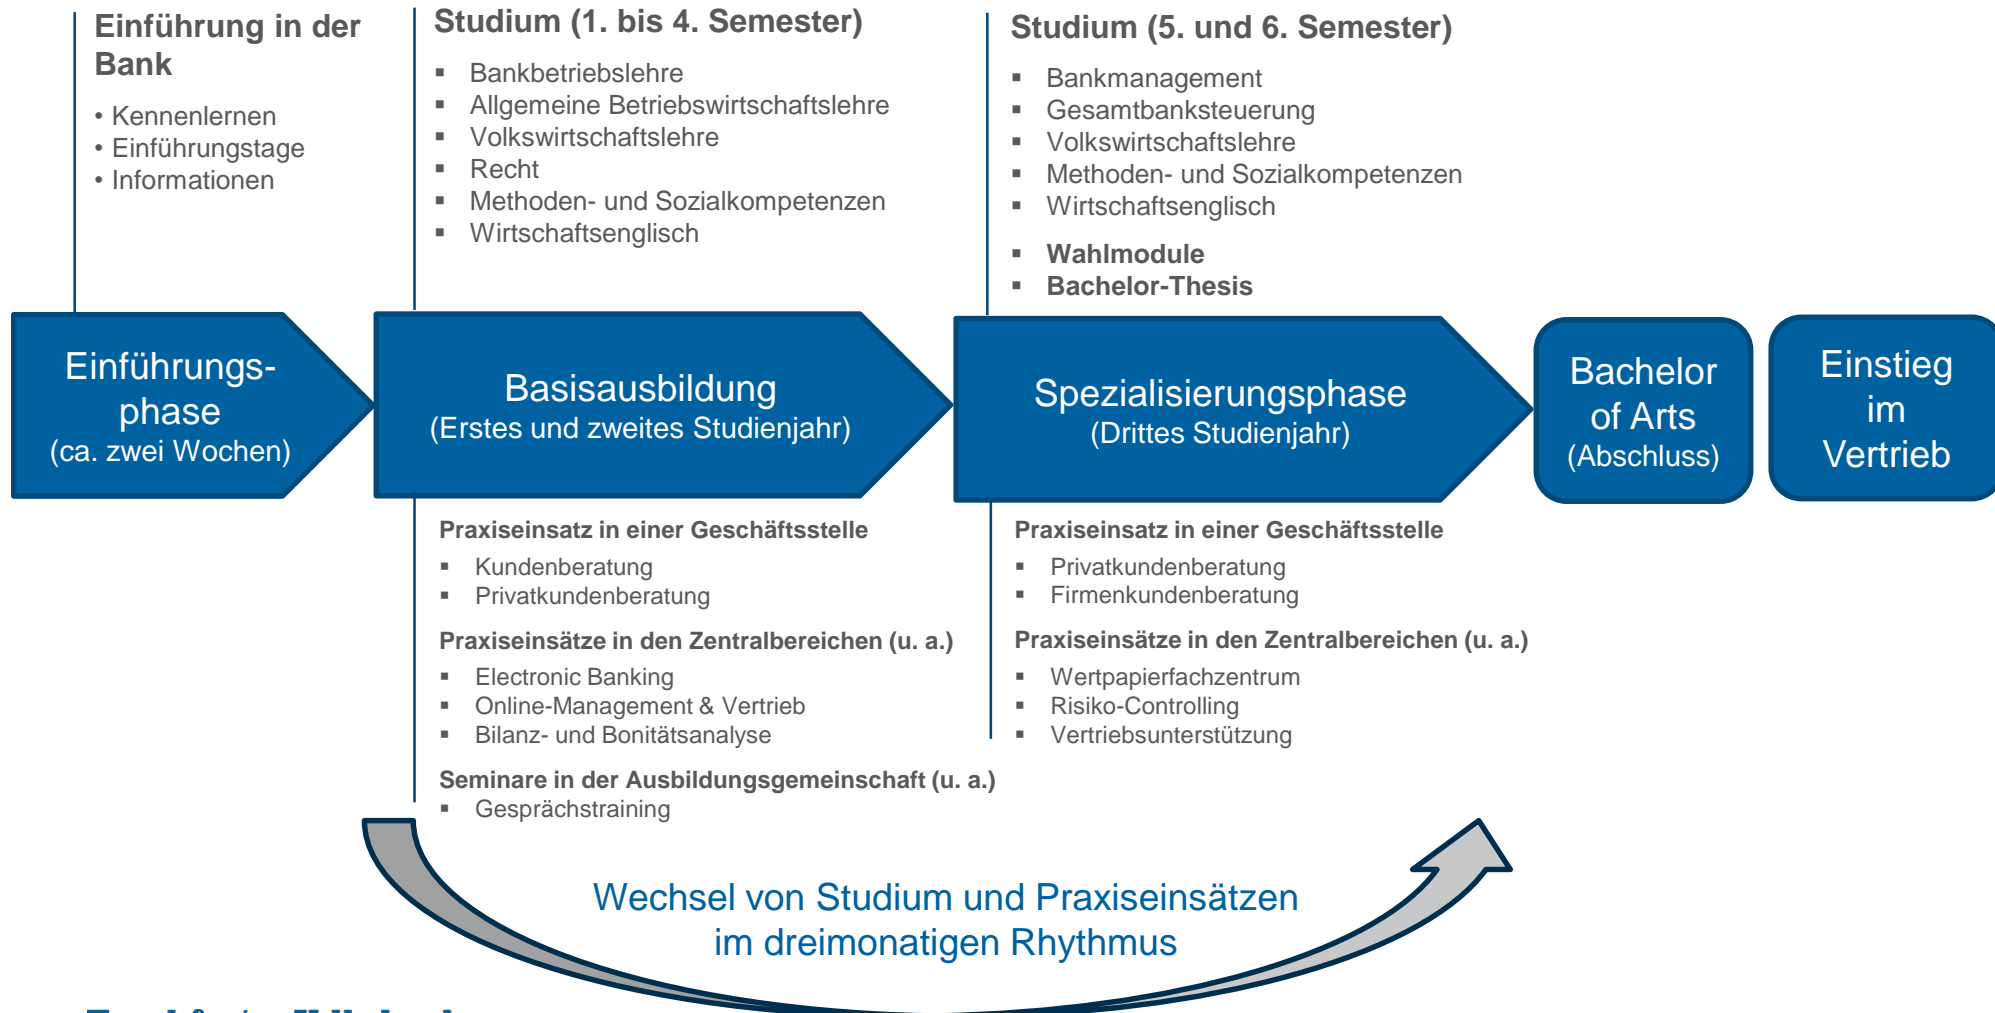 Einführung in der
Bank
• Kennenlernen
• Einführungstage
• Informationen
Studium (1. bis 4. Semester)
▪ Bankbetriebslehre
▪ Allgemeine Betriebswirtschaftslehre
▪ Volkswirtschaftslehre
▪ Recht
▪ Methoden- und Sozialkompetenzen
▪ Wirtschaftsenglisch
Studium (5. und 6. Semester)
▪ Bankmanagement
▪ Gesamtbanksteuerung
▪ Volkswirtschaftslehre
▪ Methoden- und Sozialkompetenzen
▪ Wirtschaftsenglisch
▪ Wahlmodule
▪ Bachelor-Thesis
Einführungs-
phase
(ca. zwei Wochen)
Basisausbildung
(Erstes und zweites Studienjahr)
Spezialisierungsphase
(Drittes Studienjahr)
Bachelor
of Arts
(Abschluss)
Einstieg
im
Vertrieb
Praxiseinsatz in einer Geschäftsstelle
▪ Kundenberatung
▪ Privatkundenberatung
Praxiseinsätze in den Zentralbereichen (u. a.)
▪ Electronic Banking
▪ Online-Management & Vertrieb
▪ Bilanz- und Bonitätsanalyse
Seminare in der Ausbildungsgemeinschaft (u. a.)
▪ Gesprächstraining
Praxiseinsatz in einer Geschäftsstelle
▪ Privatkundenberatung
▪ Firmenkundenberatung
Praxiseinsätze in den Zentralbereichen (u. a.)
▪ Wertpapierfachzentrum
▪ Risiko-Controlling
▪ Vertriebsunterstützung
Wechsel von Studium und Praxiseinsätzen
im dreimonatigen Rhythmus